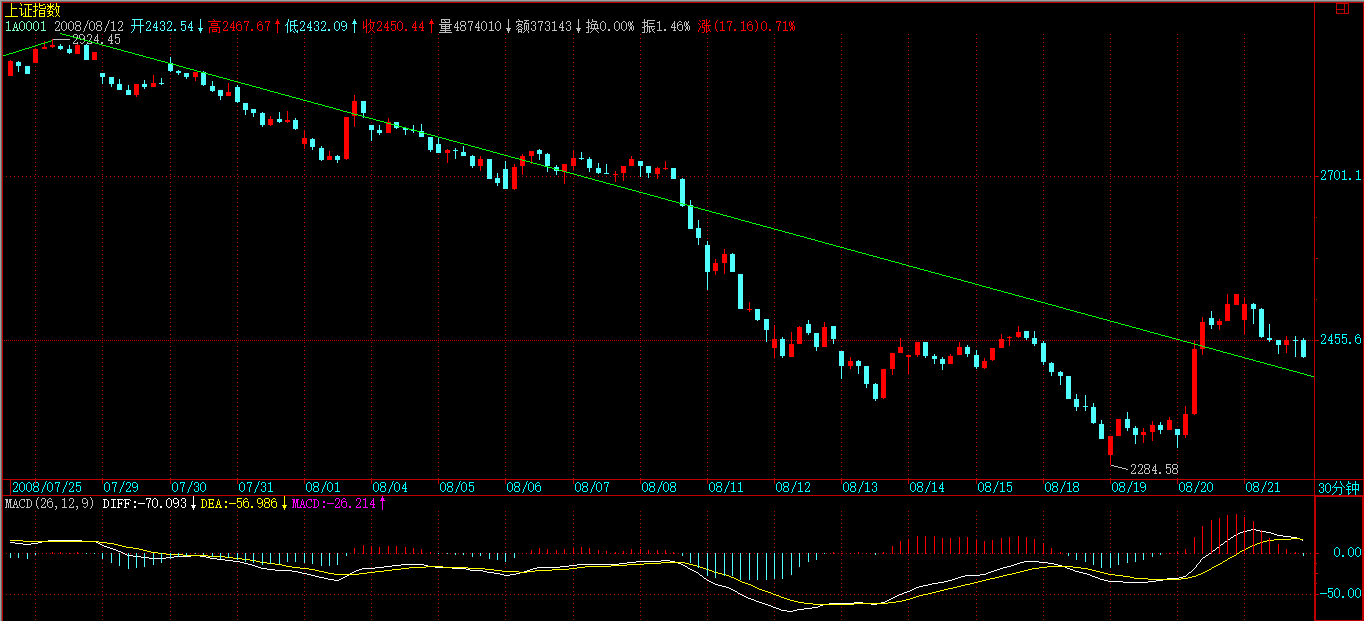 上证指数
1A0001 2008/08/12 开2432.54↓高2467.67↑低2432.09↑收2450.44↑量4874010↓额373143↓换0.00% 振1.46% 涨(17.16)0.71%
2924.45
2701.1
2455.6
2284.58
2008/07/25 07/29 07/30 07/31 08/01 08/04 08/05 08/06 08/07 08/08 08/11 08/12 08/13 08/14 08/15 08/18 08/19 08/20 08/21 30分钟
MACD(26,12,9) DIFF:-70.093↓DEA:-56.986↓MACD:-26.214↑
0.00
-50.00